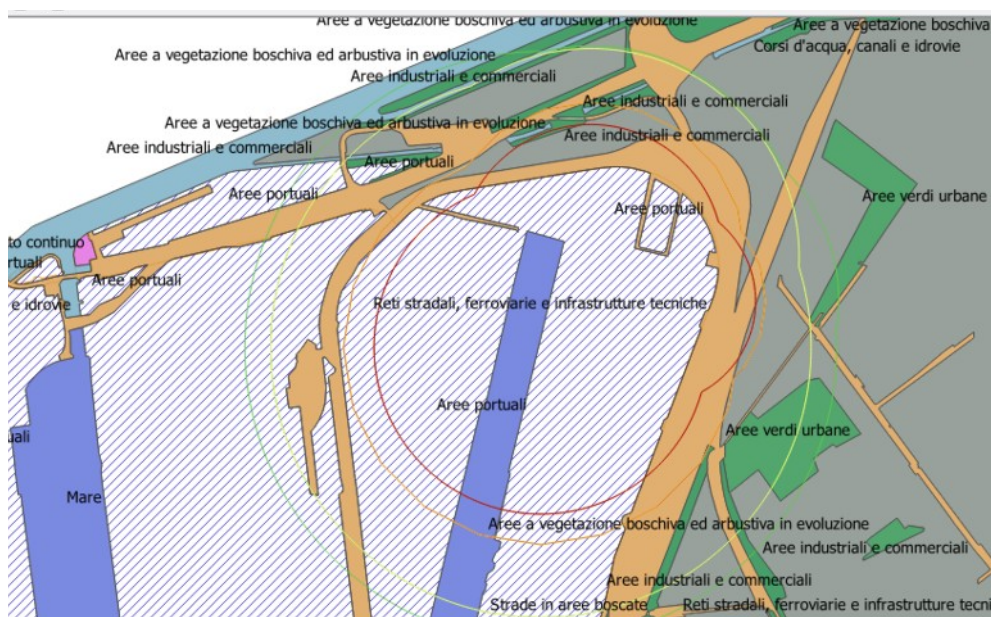 Aree a vegetazione boschiva ed arbustiva in evoluzione
Aree a vegetazione boschiva
Corsi d'acqua, canali e idrovie
Aree a vegetazione boschiva ed arbustiva in evoluzione
Aree industriali e commerciali
Aree industriali e commerciali
Aree a vegetazione boschiva ed arbustiva in evoluzione
Aree industriali e commerciali
Aree industriali e commerciali
Aree portuali
Aree portuali
Aree verdi urbane
Aree portuali
to continuo
rtuali
Aree portuali
e idrovie
Reti stradali, ferroviarie e infrastrutture tecniche
Aree portuali
Aree verdi urbane
uali
Mare
Aree a vegetazione boschiva ed arbustiva in evoluzione
Aree industriali e commerciali
Aree industriali e commerciali
Strade in aree boscate
Reti stradali, ferroviarie e infrastrutture tecni